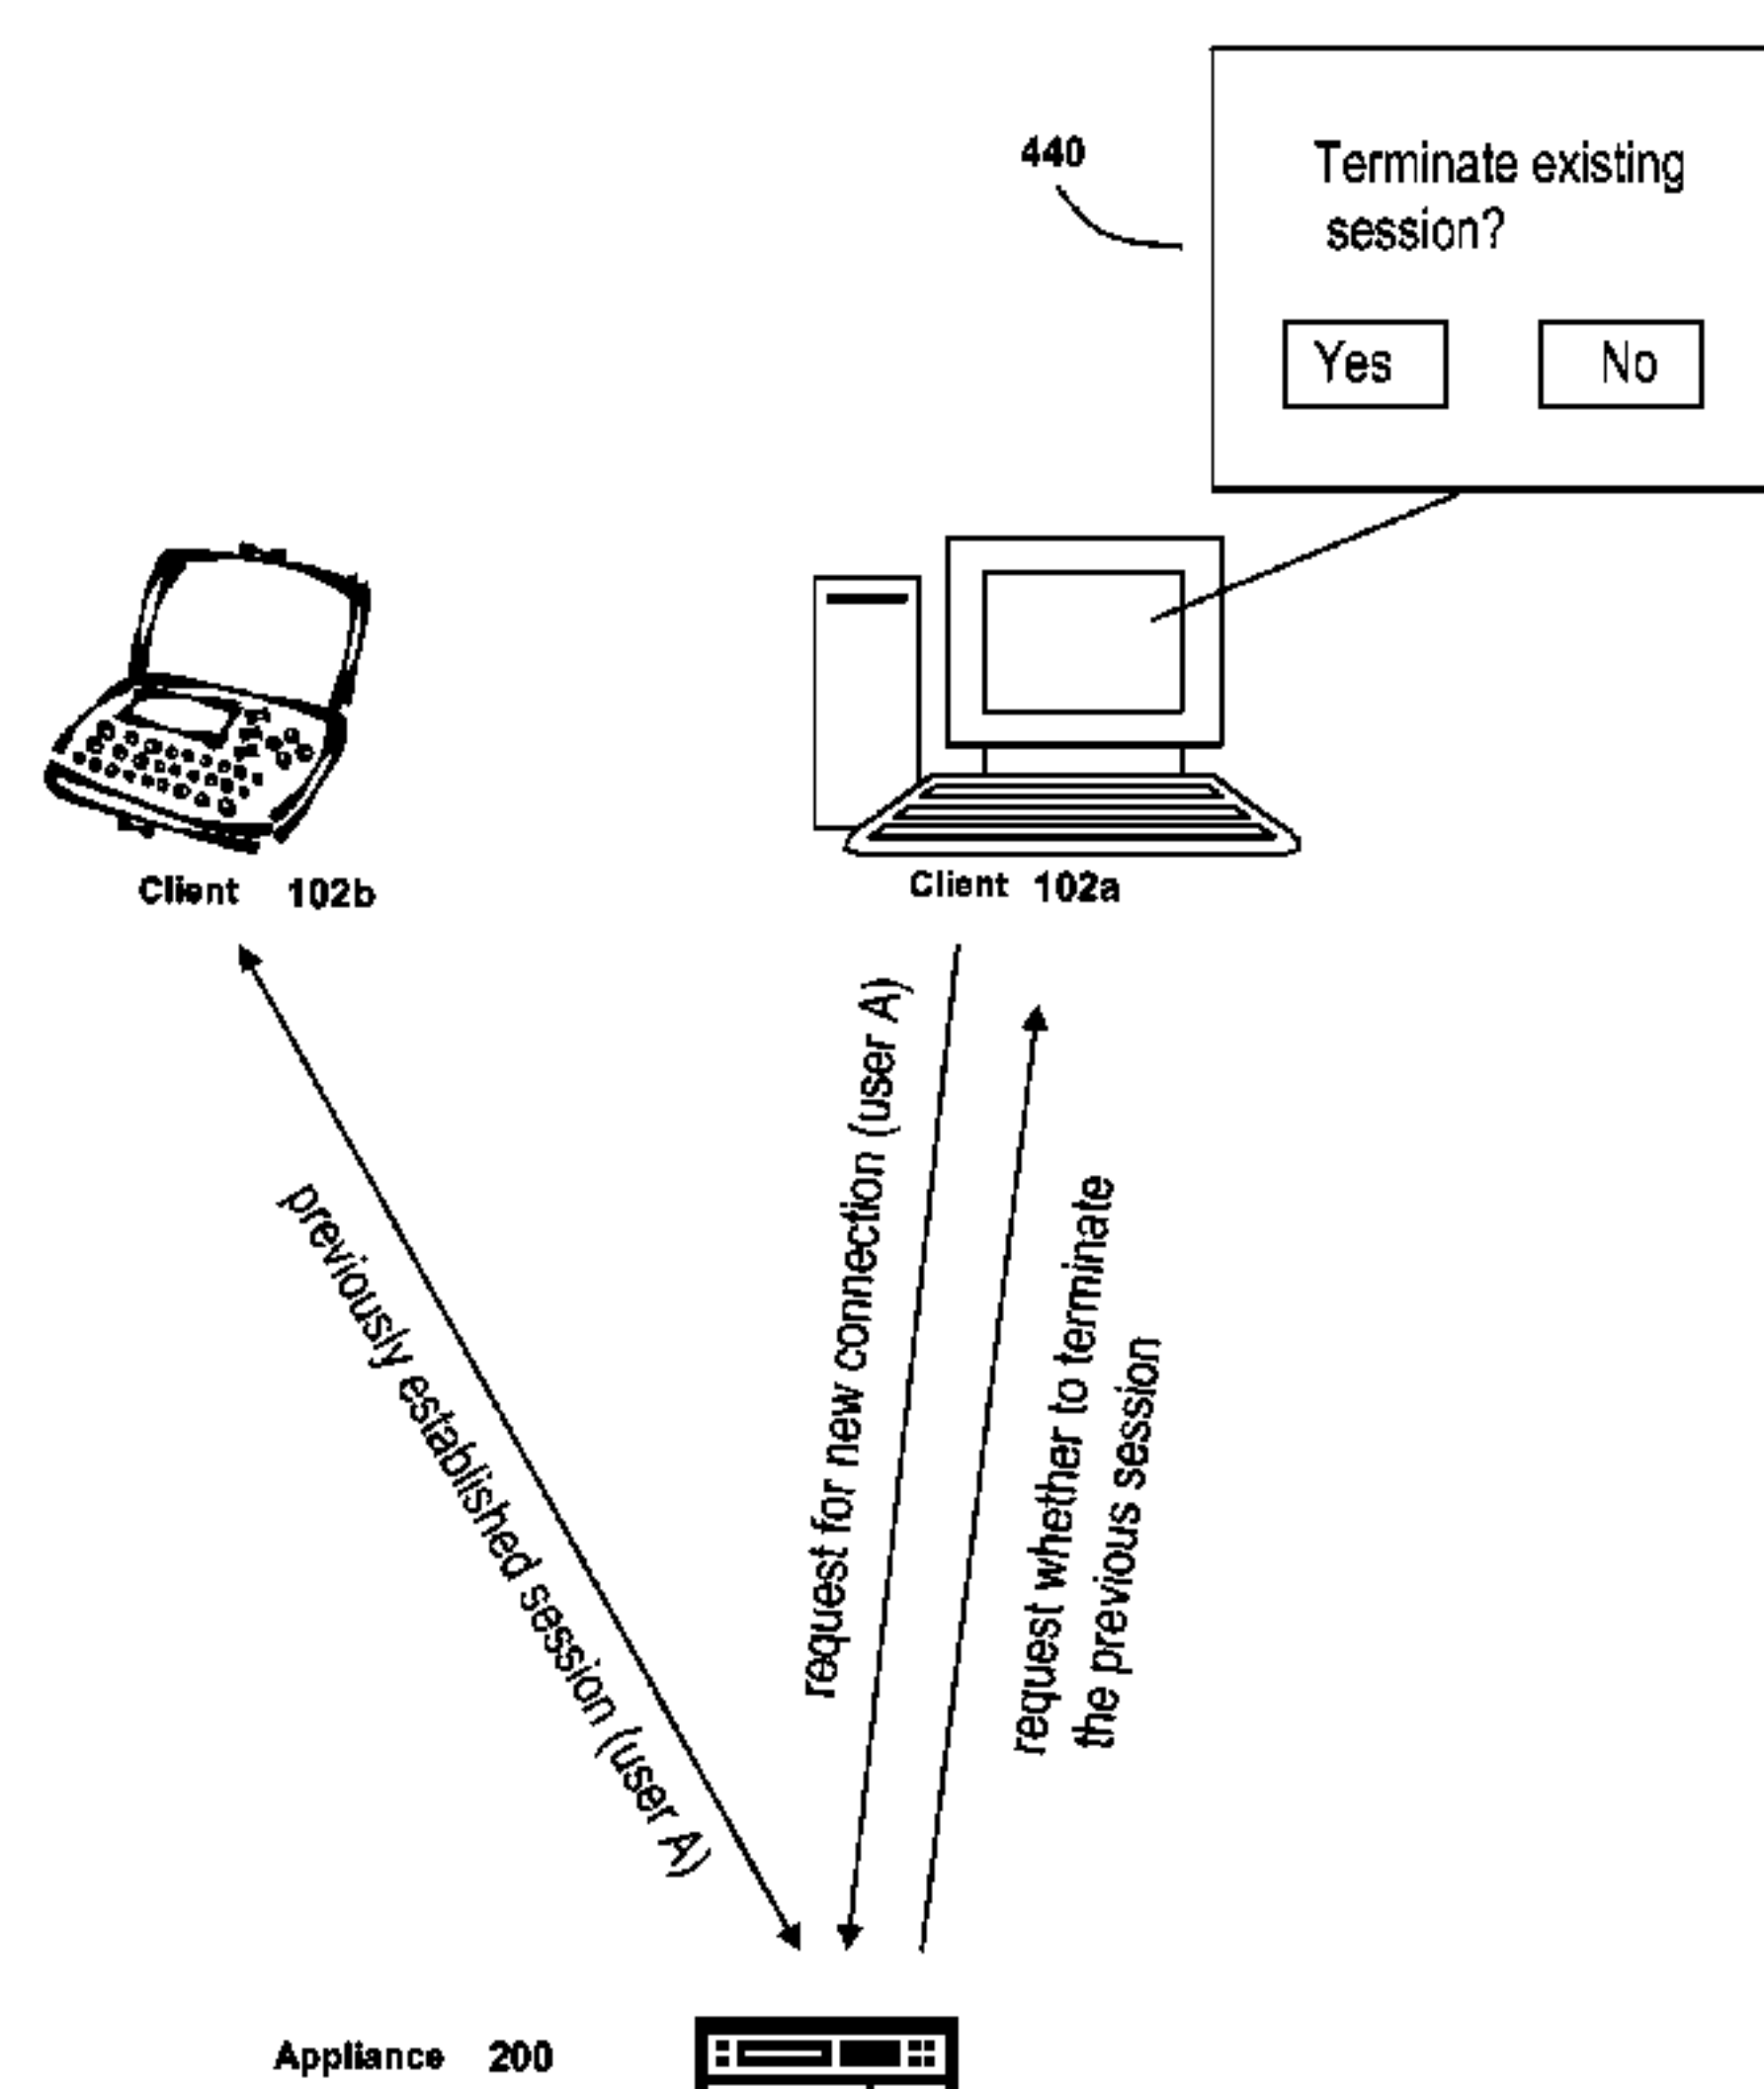 440
Terminate existing
session?
Yes
No
Client 102b
Client 102a
previously established session (user A)
request for new connection (user A)
request whether to terminate
the previous session
Appliance 200